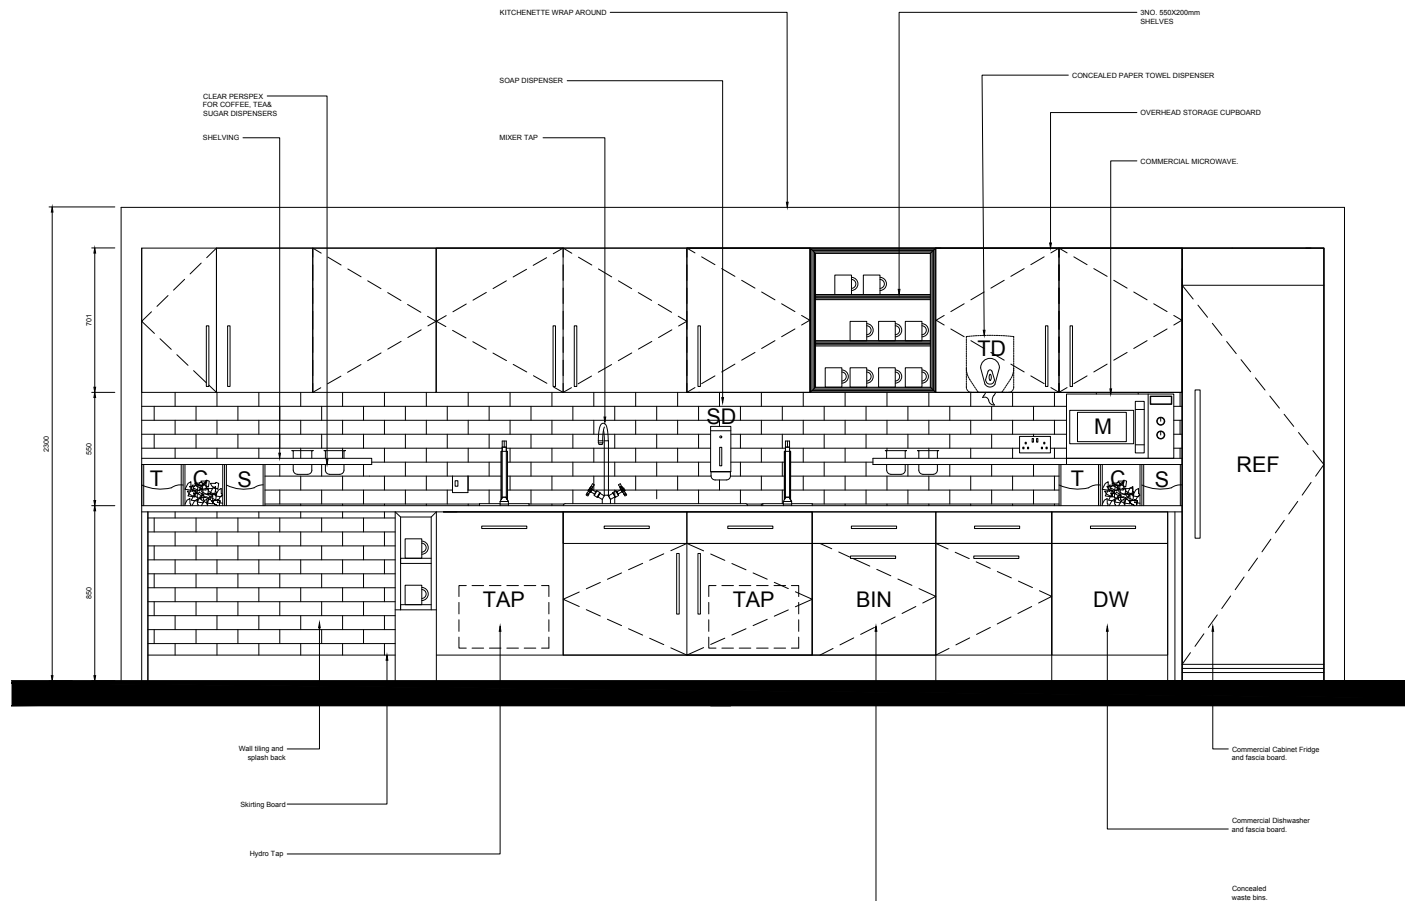 KITCHENETTE WRAP AROUND
3NO. 550X200mm
SHELVES
SOAP DISPENSER
CONCEALED PAPER TOWEL DISPENSER
CLEAR PERSPEX
FOR COFFEE, TEA&
SUGAR DISPENSERS
OVERHEAD STORAGE CUPBOARD
SHELVING
MIXER TAP
COMMERCIAL MICROWAVE.
701
TD
SD
M
2300
550
REF
T C S
T C S
850
TAP
TAP
BIN
DW
Wall tiling and
splash back
Commercial Cabinet Fridge
and fascia board.
Skirting Board
Commercial Dishwasher
and fascia board.
Hydro Tap
Concealed
waste bins.